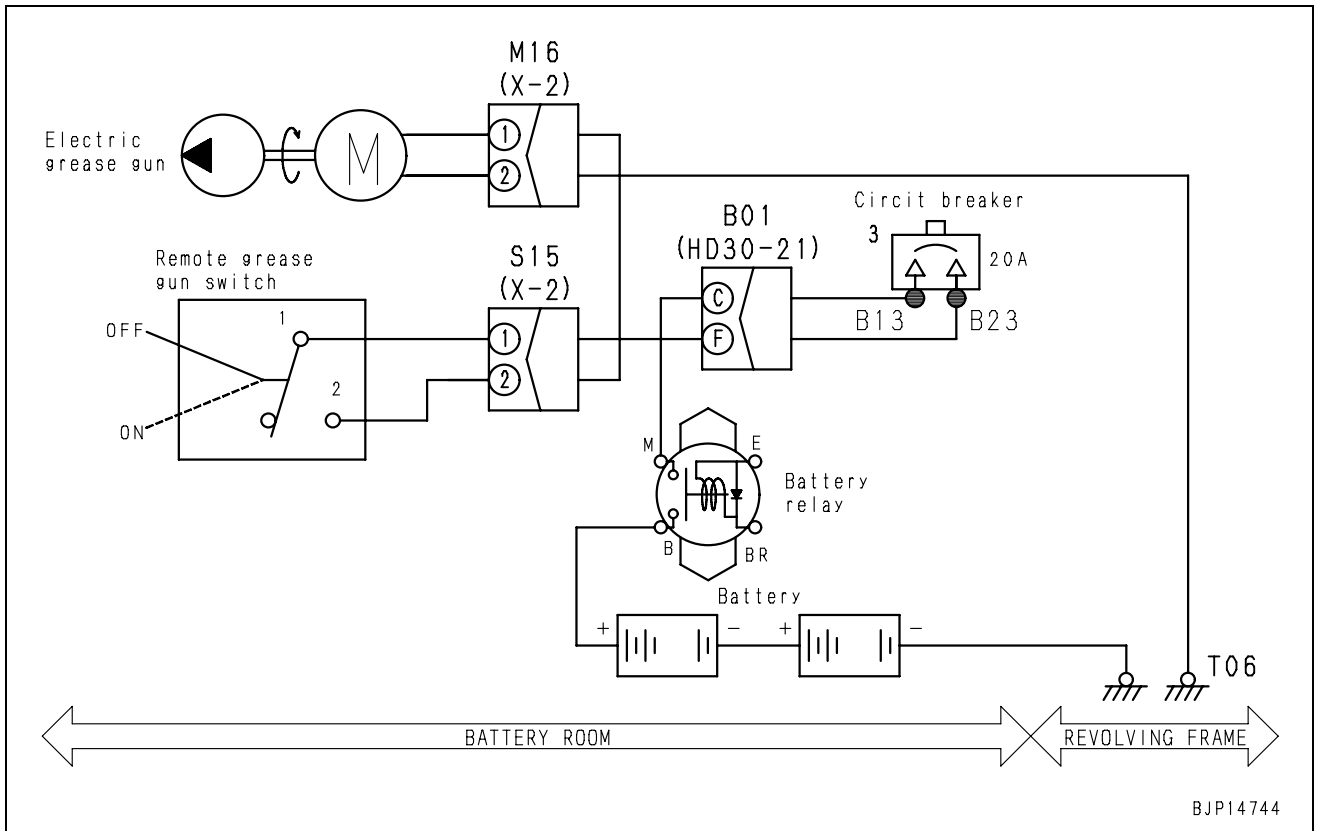 M16
(X-2)
Electric
grease gun
M
1
2
Circit breaker
3
20A
B01
(HD30-21)
C
F
B13
B23
Remote grease
gun switch
OFF
ON
1
2
S15
(X-2)
1
2
M
E
B
BR
Battery
relay
Battery
+
-
+
-
T06
BATTERY ROOM
REVOLVING FRAME
BJP14744